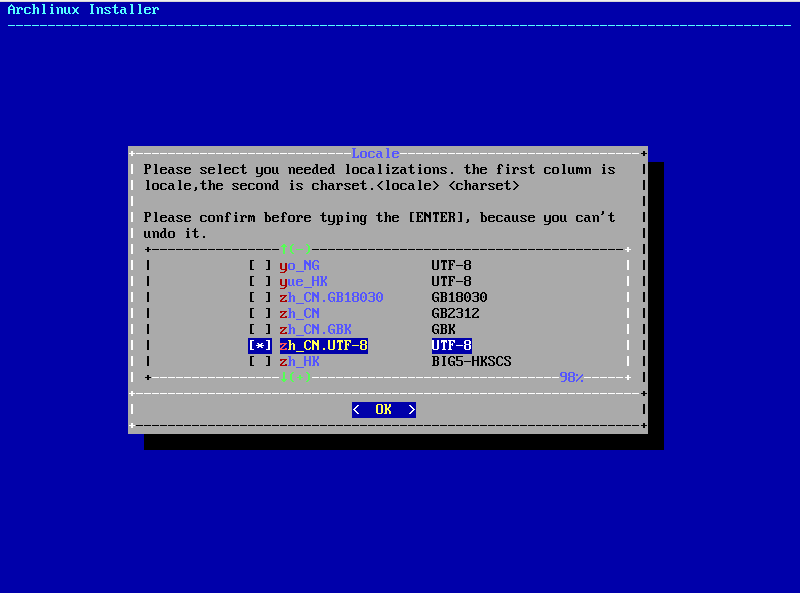 Archlinux Installer
Locale
Please select you needed localizations. the first column is
locale,the second is charset.<locale> <charset>
Please confirm before typing the [ENTER], because you can't
undo it.
↑(-)
[ ] yo_NG UTF-8
[ ] yue_HK UTF-8
[ ] zh_CN.GB18030 GB18030
[ ] zh_CN GB2312
[ ] zh_CN.GBK GBK
[*] zh_CN.UTF-8 UTF-8
[ ] zh_HK BIG5-HKSCS
↓(+) 98%
< OK >